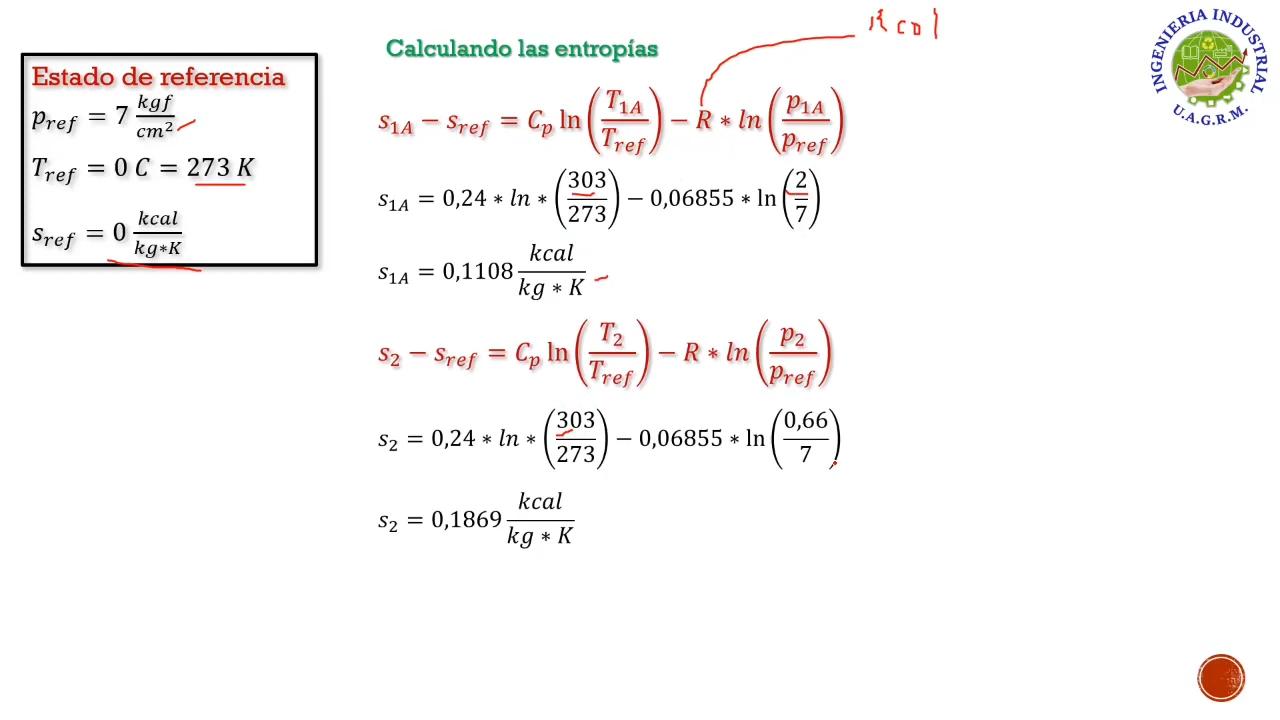 Estado de referencia
p_ref = 7 kgf/cm²
T_ref = 0 C = 273 K
s_ref = 0 kcal/kg∗K
Kcal
Calculando las entropías
s_1A − s_ref = C_p ln(T_1A/T_ref) − R ∗ ln(p_1A/p_ref)
s_1A = 0,24 ∗ ln ∗ (303/273) − 0,06855 ∗ ln(2/7)
s_1A = 0,1108 kcal/kg ∗ K
s_2 − s_ref = C_p ln(T_2/T_ref) − R ∗ ln(p_2/p_ref)
s_2 = 0,24 ∗ ln ∗ (303/273) − 0,06855 ∗ ln(0,66/7)
s_2 = 0,1869 kcal/kg ∗ K
INGENIERIA INDUSTRIAL
U.A.G.R.M.